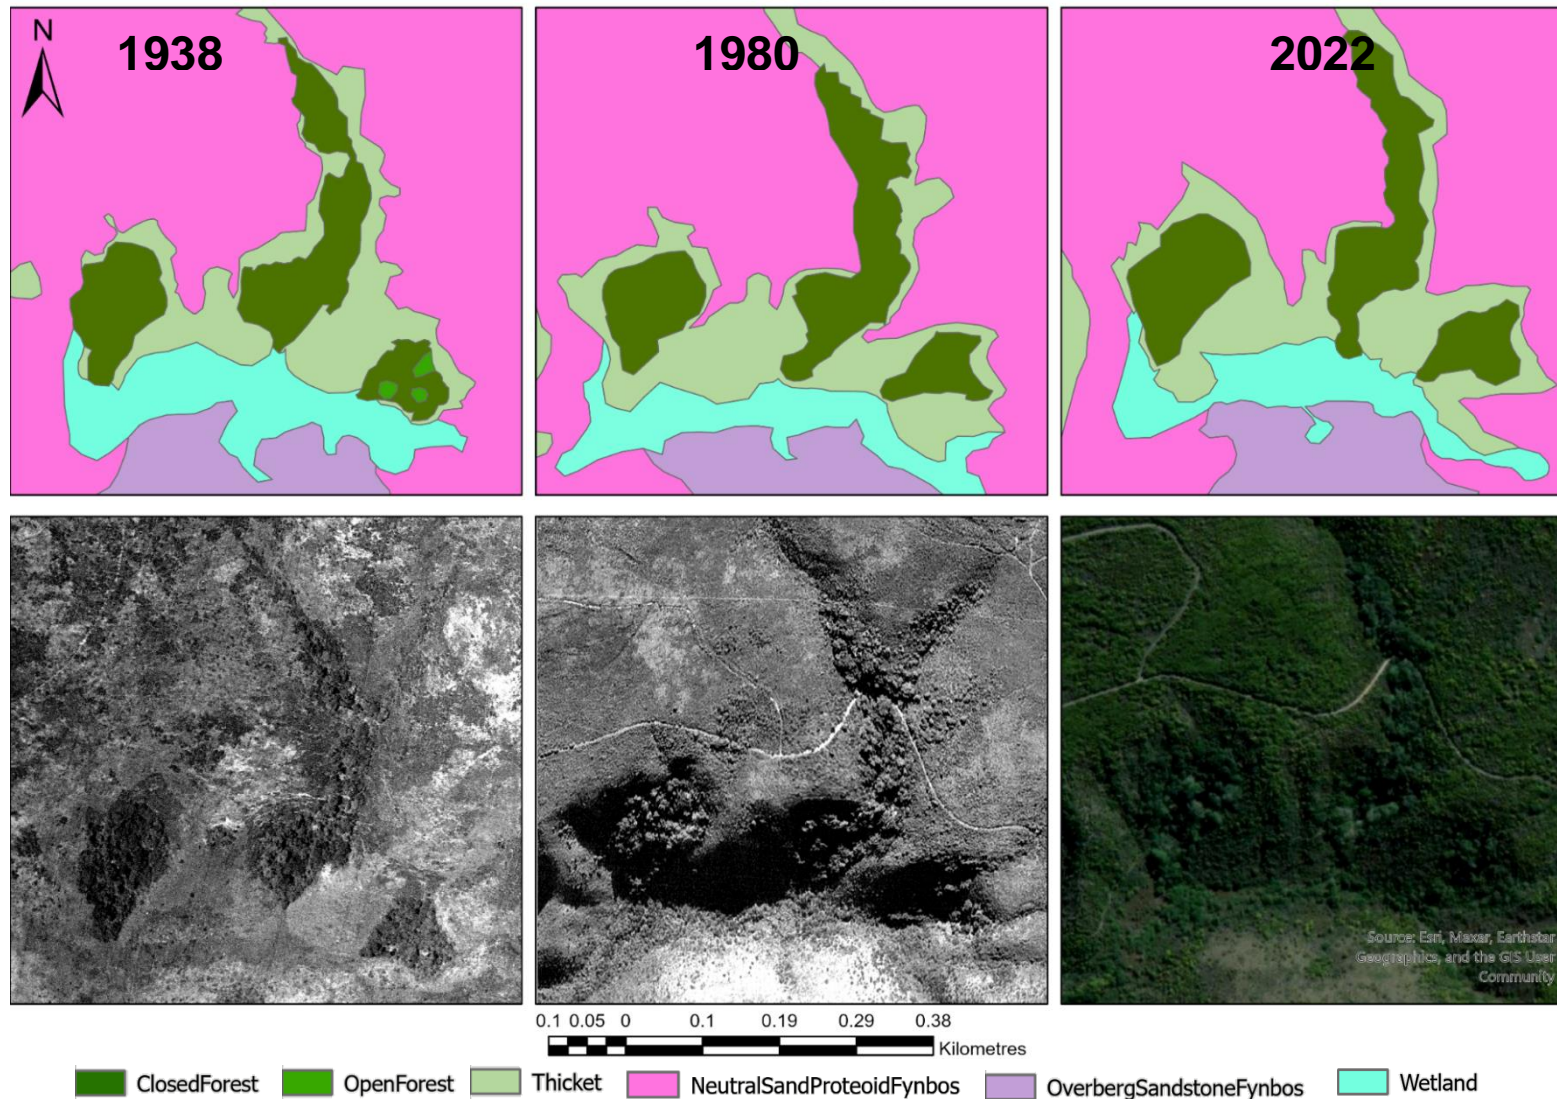 N
1938
1980
2022
Source: Esri, Maxar, Earthstar
Geographics, and the GIS User
Community
0.1 0.05 0 0.1 0.19 0.29 0.38
Kilometres
ClosedForest OpenForest Thicket NeutralSandProteoidFynbos OverbergSandstoneFynbos Wetland